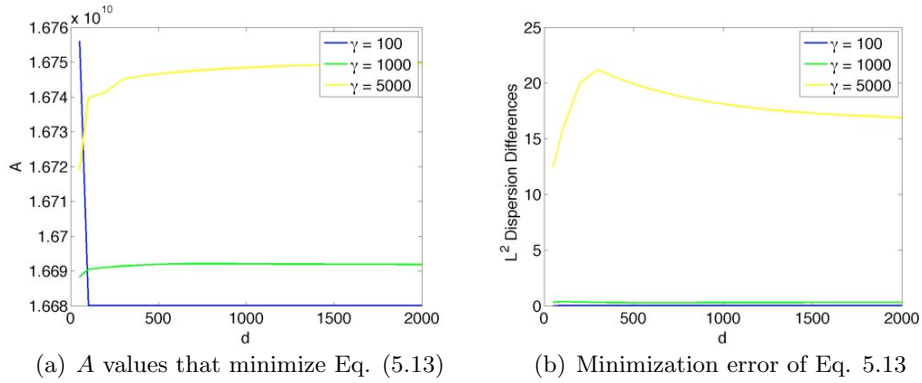 x 10^10
1.676
1.675
1.674
1.673
1.672
1.671
1.67
1.669
1.668
A
0 500 1000 1500 2000
d
γ = 100
γ = 1000
γ = 5000
(a) A values that minimize Eq. (5.13)
25
20
15
10
5
0
L² Dispersion Differences
0 500 1000 1500 2000
d
γ = 100
γ = 1000
γ = 5000
(b) Minimization error of Eq. 5.13